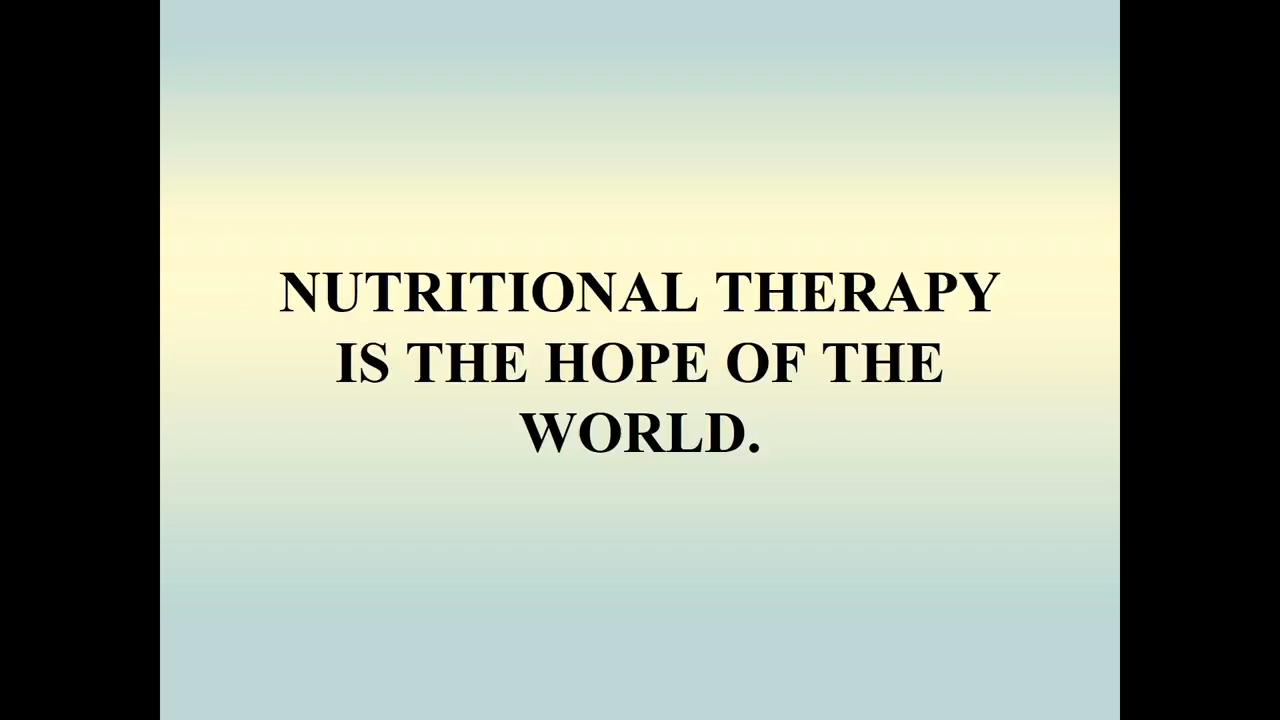 NUTRITIONAL THERAPY
IS THE HOPE OF THE
WORLD.